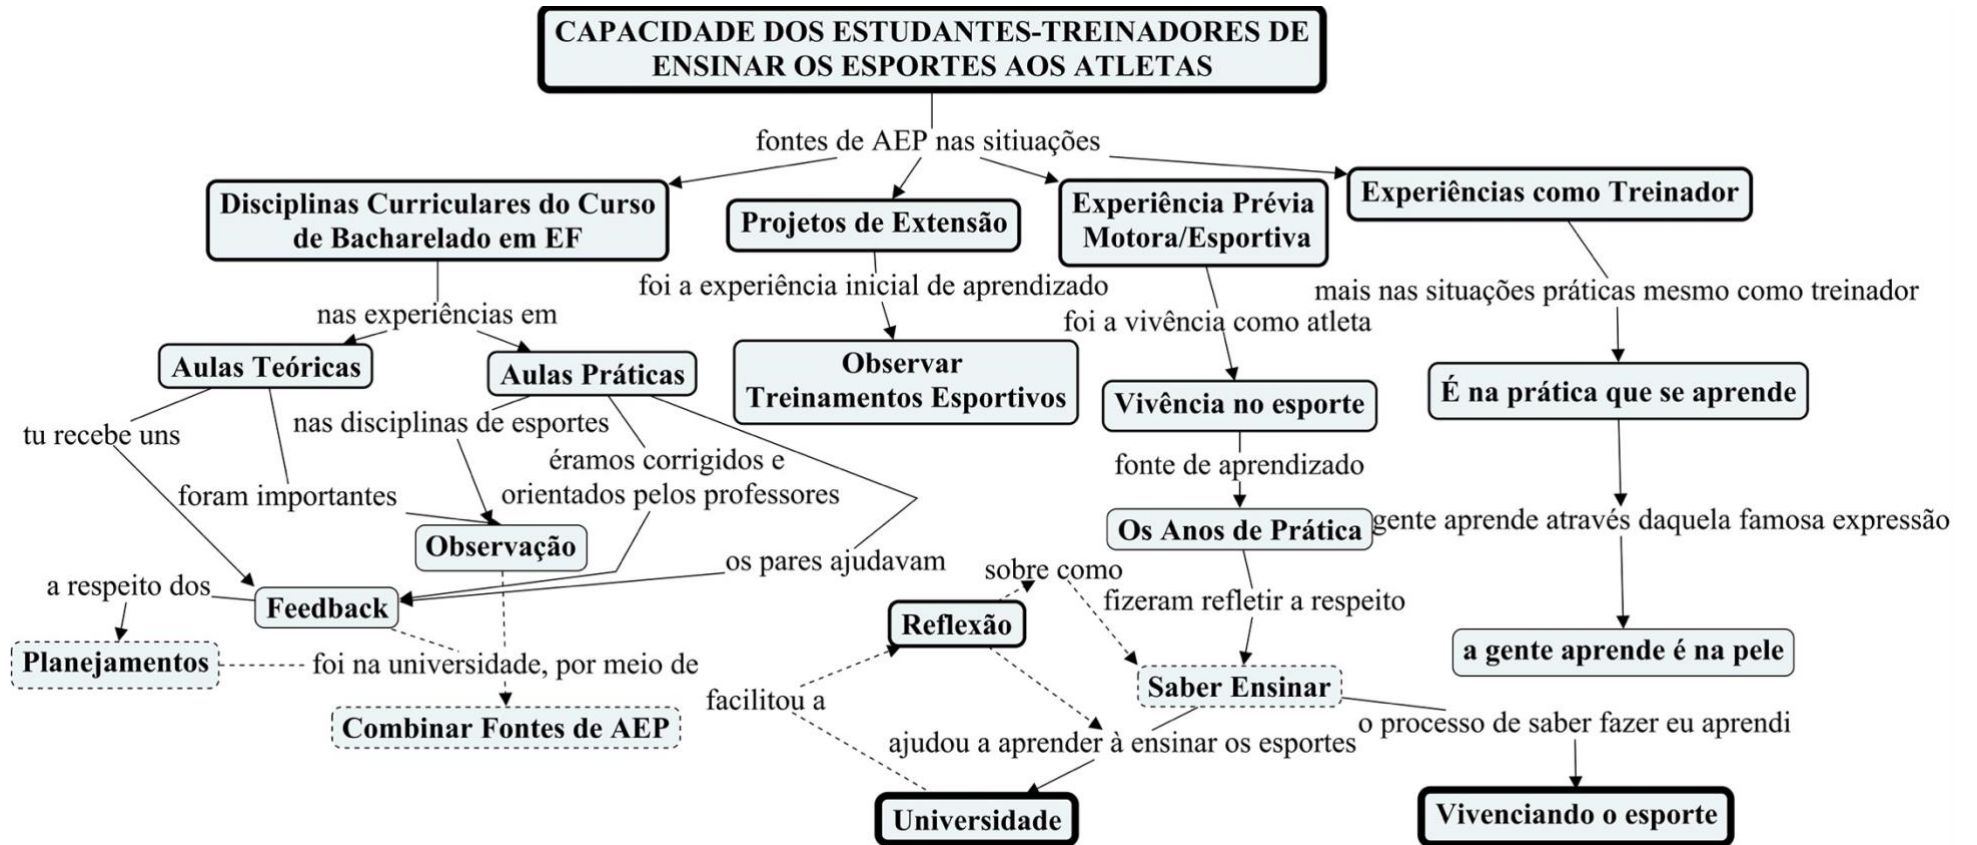 CAPACIDADE DOS ESTUDANTES-TREINADORES DE
ENSINAR OS ESPORTES AOS ATLETAS
fontes de AEP nas sitiuações
Disciplinas Curriculares do Curso
de Bacharelado em EF
Projetos de Extensão
Experiência Prévia
Motora/Esportiva
Experiências como Treinador
nas experiências em
foi a experiência inicial de aprendizado
foi a vivência como atleta
mais nas situações práticas mesmo como treinador
Aulas Teóricas
Aulas Práticas
Observar
Treinamentos Esportivos
Vivência no esporte
É na prática que se aprende
tu recebe uns
nas disciplinas de esportes
foram importantes
éramos corrigidos e
orientados pelos professores
fonte de aprendizado
Os Anos de Prática
gente aprende através daquela famosa expressão
Observação
os pares ajudavam
a respeito dos
Feedback
sobre como
fizeram refletir a respeito
Reflexão
a gente aprende é na pele
Planejamentos
foi na universidade, por meio de
Combinar Fontes de AEP
facilitou a
Saber Ensinar
ajudou a aprender à ensinar os esportes
o processo de saber fazer eu aprendi
Universidade
Vivenciando o esporte